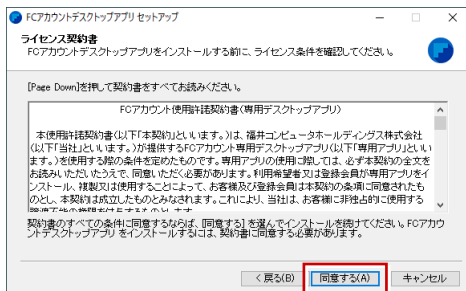 FCアカウントデスクトップアプリ セットアップ
ライセンス契約書
FCアカウントデスクトップアプリをインストールする前に、ライセンス条件を確認してください。
[Page Down]を押して契約書をすべてお読みください。
FCアカウント使用許諾契約書(専用デスクトップアプリ)
本使用許諾契約書(以下「本契約」といいます。)は、福井コンピュータホールディングス株式会社
(以下「当社」といいます。)が提供するFCアカウント専用デスクトップアプリ(以下「専用アプリ」といい
ます。)を使用する際の条件を定めたものです。専用アプリの使用に際しては、必ず本契約の全文を
お読みいただいたうえで、同意いただく必要があります。利用希望者又は登録会員が専用アプリをイ
ンストール、複製又は使用することによって、お客様及び登録会員は本契約の条項に同意されたも
のとし、本契約は成立したものとみなされます。これにより、当社は、お客様に非独占的に使用する
譲渡不能の権限を付与するものとします
契約書のすべての条件に同意するならば、[同意する] を選んでインストールを続けてください。 FCアカウ
ントデスクトップアプリ をインストールするには、契約書に同意する必要があります。
< 戻る(B)
同意する(A)
キャンセル